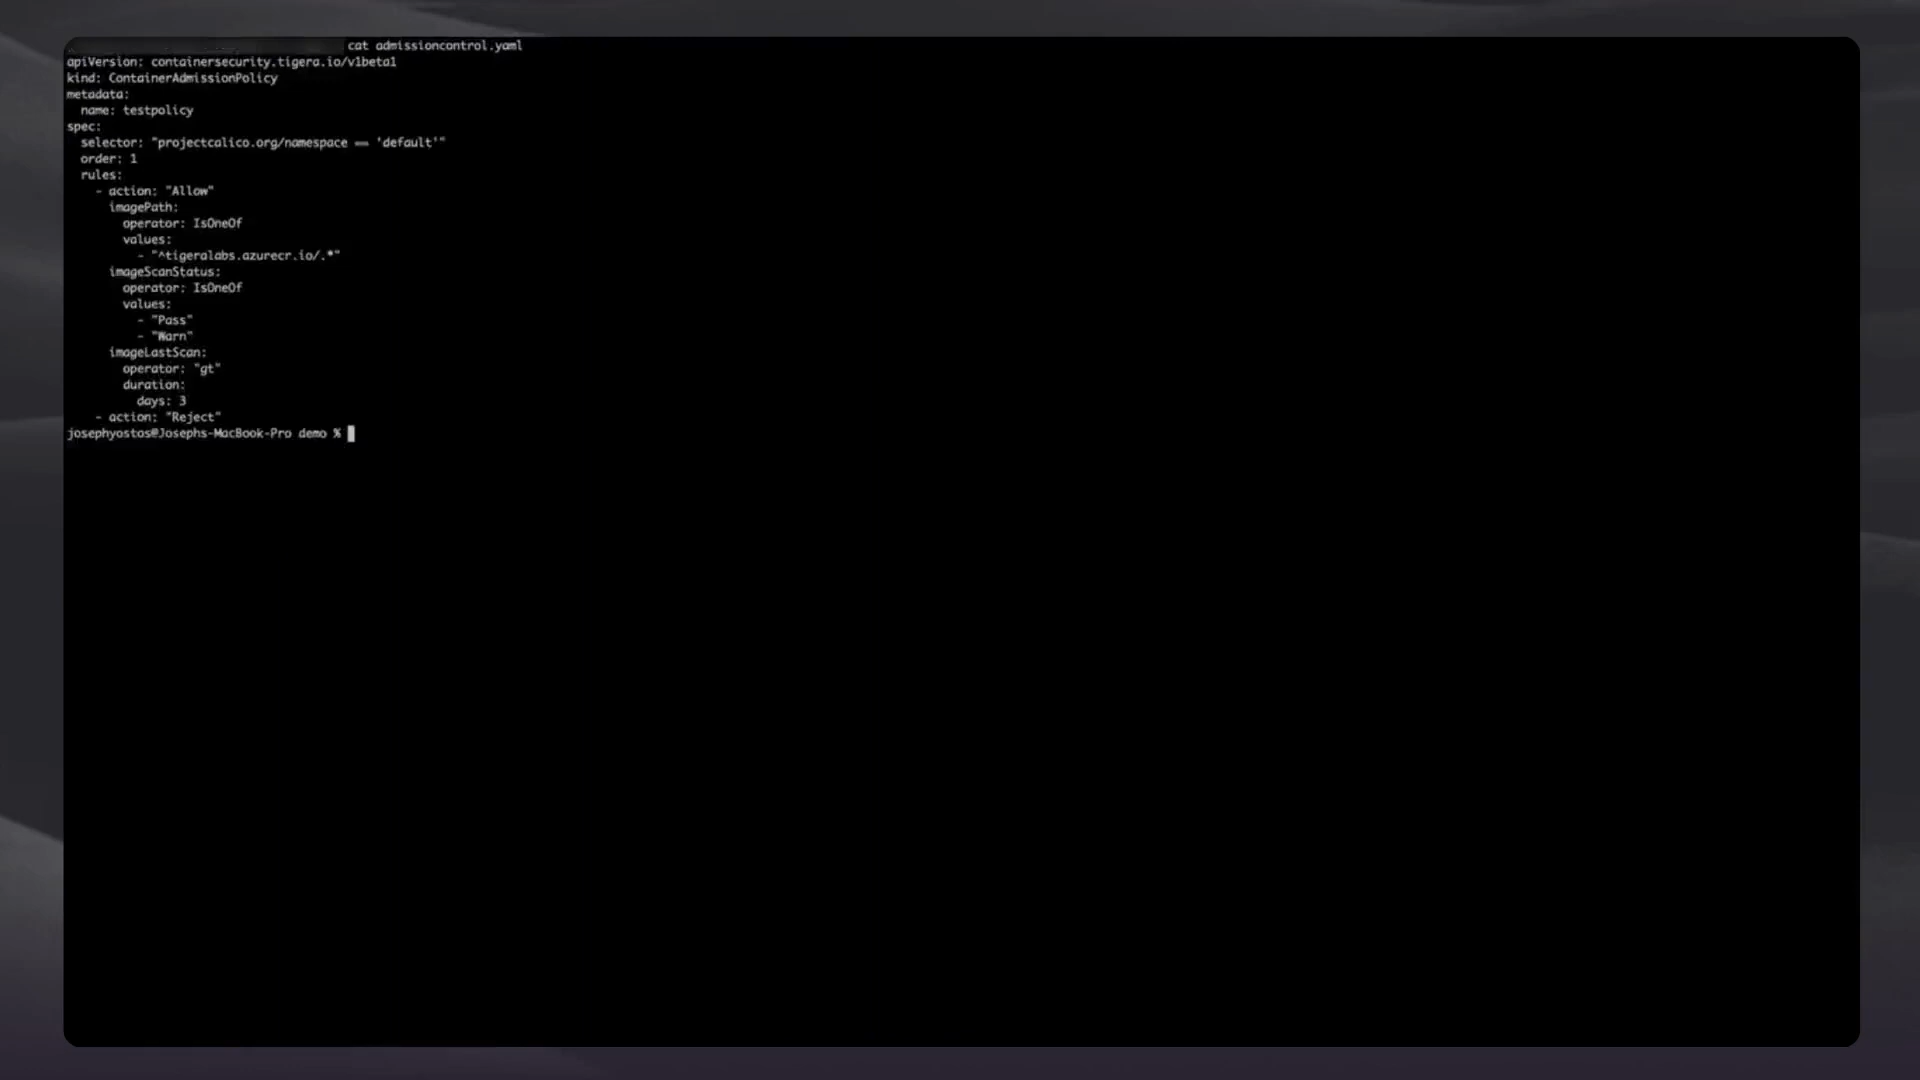 cat admissioncontrol.yaml
apiVersion: containersecurity.tigera.io/v1beta1
kind: ContainerAdmissionPolicy
metadata:
  name: testpolicy
spec:
  selector: "projectcalico.org/namespace == 'default'"
  order: 1
  rules:
    - action: "Allow"
      imagePath:
        operator: IsOneOf
        values:
          - "^tigeralabs.azurecr.io/.*"
      imageScanStatus:
        operator: IsOneOf
        values:
          - "Pass"
          - "Warn"
      imageLastScan:
        operator: "gt"
        duration:
          days: 3
    - action: "Reject"
josephyostos@Josephs-MacBook-Pro demo %